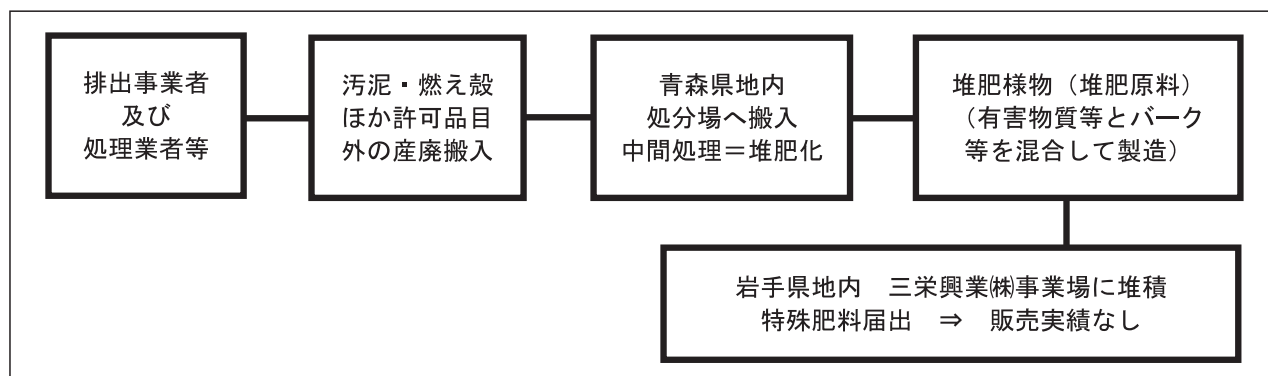 排出事業者
及び
処理業者等
汚泥・燃え殻
ほか許可品目
外の産廃搬入
青森県地内
処分場へ搬入
中間処理＝堆肥化
堆肥様物（堆肥原料）
（有害物質等とバーク
等を混合して製造）
岩手県地内　三栄興業㈱事業場に堆積
特殊肥料届出　⇒　販売実績なし